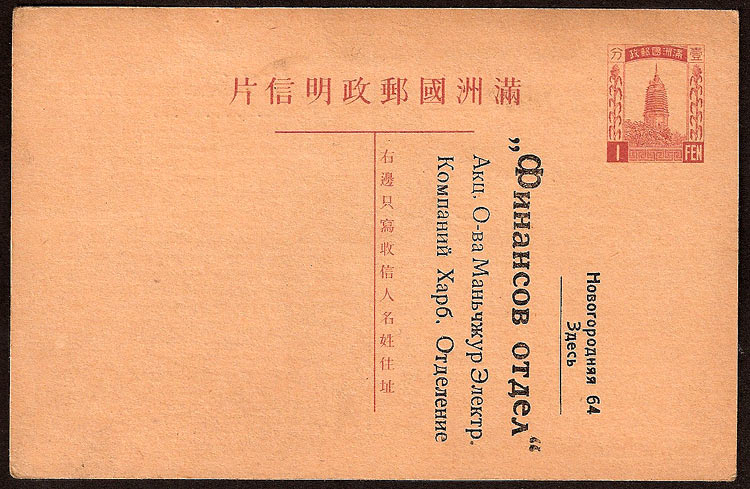 滿洲國郵政明信片
壹分
滿洲國郵政
1 FEN
右邊只寫收信人名姓住址
Новогородняя 64
Здесь
„Финансов отдел“
Акц. О-ва Маньчжур Электр.
Компаний Харб. Отделение